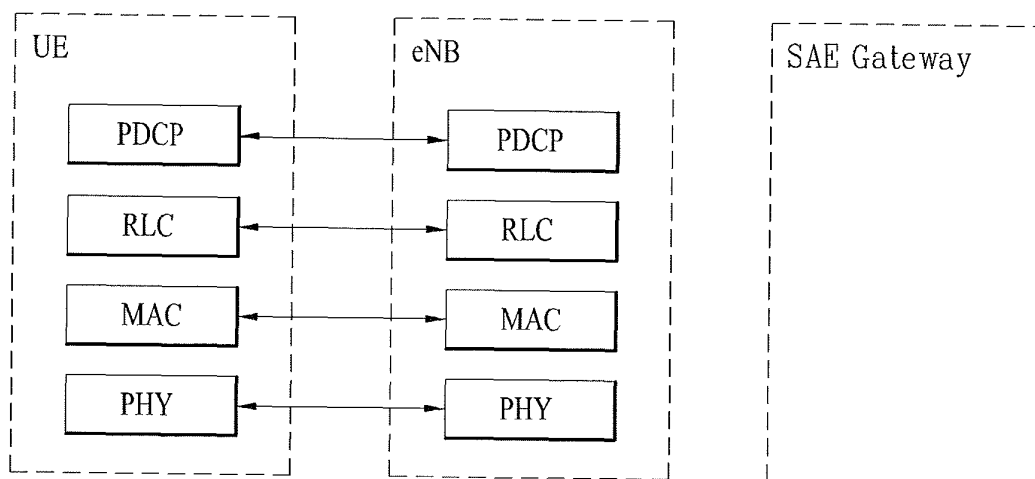 UE
eNB
SAE Gateway
PDCP
PDCP
RLC
RLC
MAC
MAC
PHY
PHY